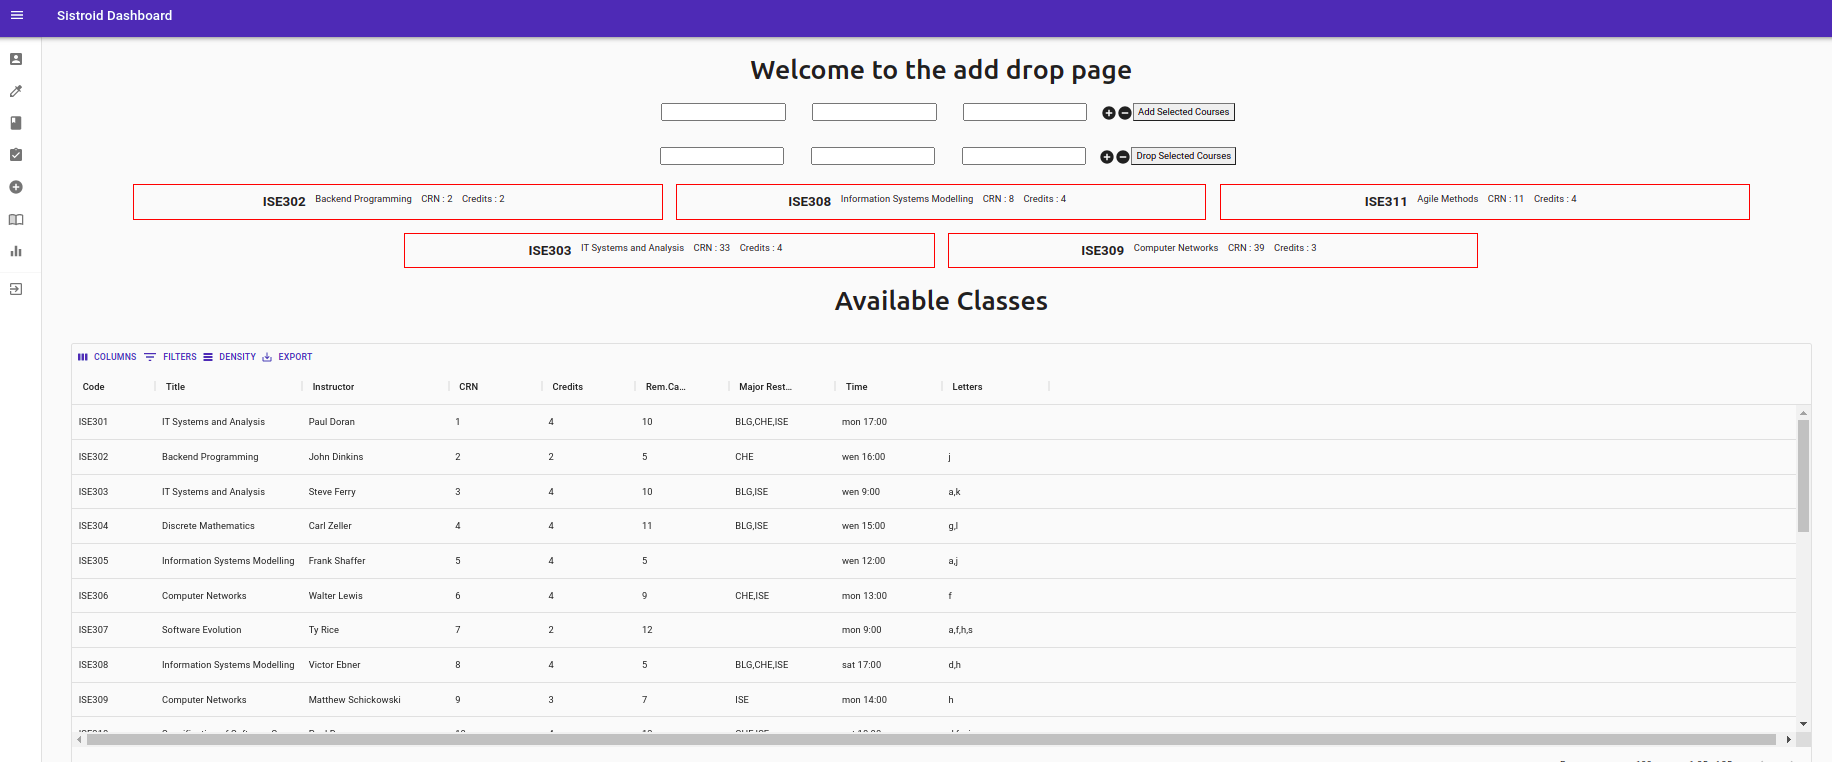 Sistroid Dashboard
Welcome to the add drop page
Add Selected Courses
Drop Selected Courses
ISE302 Backend Programming CRN : 2 Credits : 2
ISE308 Information Systems Modelling CRN : 8 Credits : 4
ISE311 Agile Methods CRN : 11 Credits : 4
ISE303 IT Systems and Analysis CRN : 33 Credits : 4
ISE309 Computer Networks CRN : 39 Credits : 3
Available Classes
COLUMNS FILTERS DENSITY EXPORT
Code Title Instructor CRN Credits Rem.Ca... Major Rest... Time Letters
ISE301 IT Systems and Analysis Paul Doran 1 4 10 BLG,CHE,ISE mon 17:00
ISE302 Backend Programming John Dinkins 2 2 5 CHE wen 16:00 j
ISE303 IT Systems and Analysis Steve Ferry 3 4 10 BLG,ISE wen 9:00 a,k
ISE304 Discrete Mathematics Carl Zeller 4 4 11 BLG,ISE wen 15:00 g,l
ISE305 Information Systems Modelling Frank Shaffer 5 4 5 wen 12:00 a,j
ISE306 Computer Networks Walter Lewis 6 4 9 CHE,ISE mon 13:00 f
ISE307 Software Evolution Ty Rice 7 2 12 mon 9:00 a,f,h,s
ISE308 Information Systems Modelling Victor Ebner 8 4 5 BLG,CHE,ISE sat 17:00 d,h
ISE309 Computer Networks Matthew Schickowski 9 3 7 ISE mon 14:00 h